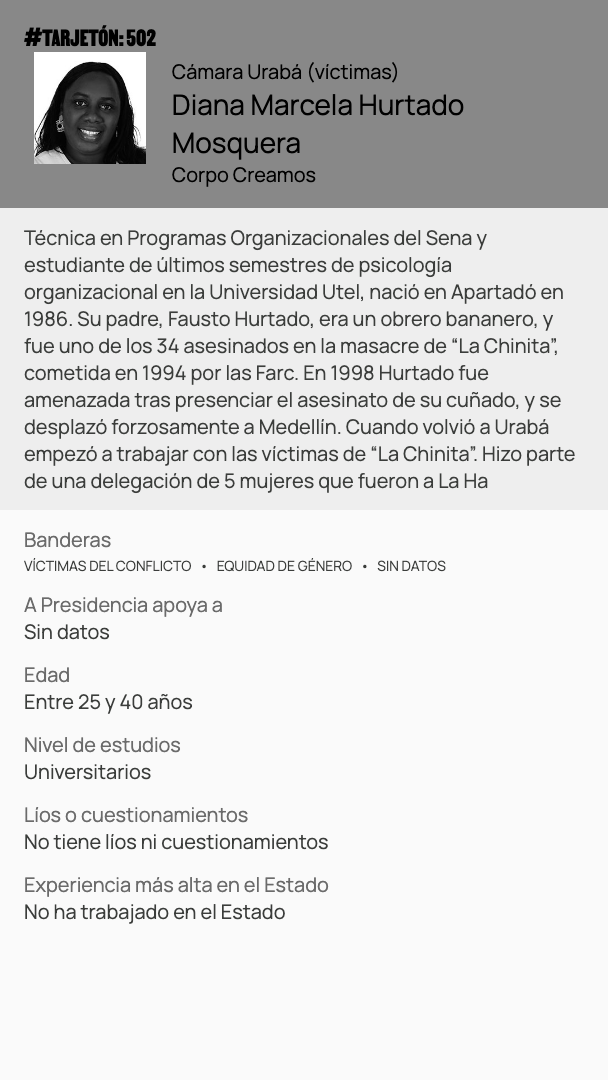 #TARJETÓN: 502
Cámara Urabá (víctimas)
Diana Marcela Hurtado
Mosquera
Corpo Creamos
Técnica en Programas Organizacionales del Sena y
estudiante de últimos semestres de psicología
organizacional en la Universidad Utel, nació en Apartadó en
1986. Su padre, Fausto Hurtado, era un obrero bananero, y
fue uno de los 34 asesinados en la masacre de “La Chinita”,
cometida en 1994 por las Farc. En 1998 Hurtado fue
amenazada tras presenciar el asesinato de su cuñado, y se
desplazó forzosamente a Medellín. Cuando volvió a Urabá
empezó a trabajar con las víctimas de “La Chinita”. Hizo parte
de una delegación de 5 mujeres que fueron a La Ha
Banderas
VÍCTIMAS DEL CONFLICTO • EQUIDAD DE GÉNERO • SIN DATOS
A Presidencia apoya a
Sin datos
Edad
Entre 25 y 40 años
Nivel de estudios
Universitarios
Líos o cuestionamientos
No tiene líos ni cuestionamientos
Experiencia más alta en el Estado
No ha trabajado en el Estado